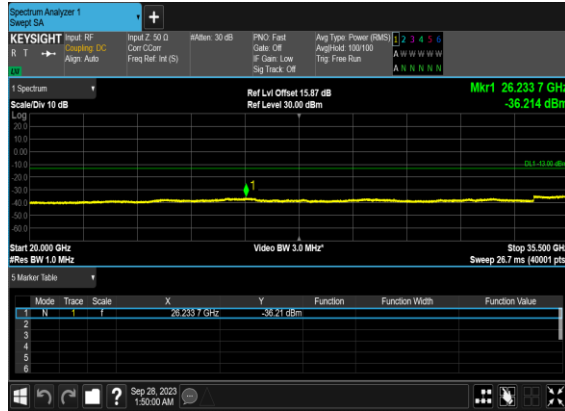 Spectrum Analyzer 1
Swept SA
+
KEYSIGHT Input: RF Input Z: 50 Ω #Atten: 30 dB PNO: Fast Avg Type: Power (RMS) 1 2 3 4 5 6
R T Coupling: DC Corr CCorr Gate: Off Avg|Hold: 100/100 A W W W W W
Align: Auto Freq Ref: Int (S) IF Gain: Low Trig: Free Run
Sig Track: Off A N N N N N
1 Spectrum
Scale/Div 10 dB
Ref Lvl Offset 15.87 dB
Ref Level 30.00 dBm
Mkr1 26.233 7 GHz
-36.214 dBm
Log
20.0
10.0
0.00
-10.0
DL1 -13.00 dBm
-20.0
-30.0
1
-40.0
-50.0
-60.0
Start 20.000 GHz Video BW 3.0 MHz* Stop 35.500 GHz
#Res BW 1.0 MHz Sweep 26.7 ms (40001 pts)
5 Marker Table
Mode Trace Scale X Y Function Function Width Function Value
1 N 1 f 26.233 7 GHz -36.21 dBm
2
3
4
5
6
?
Sep 28, 2023
1:50:00 AM